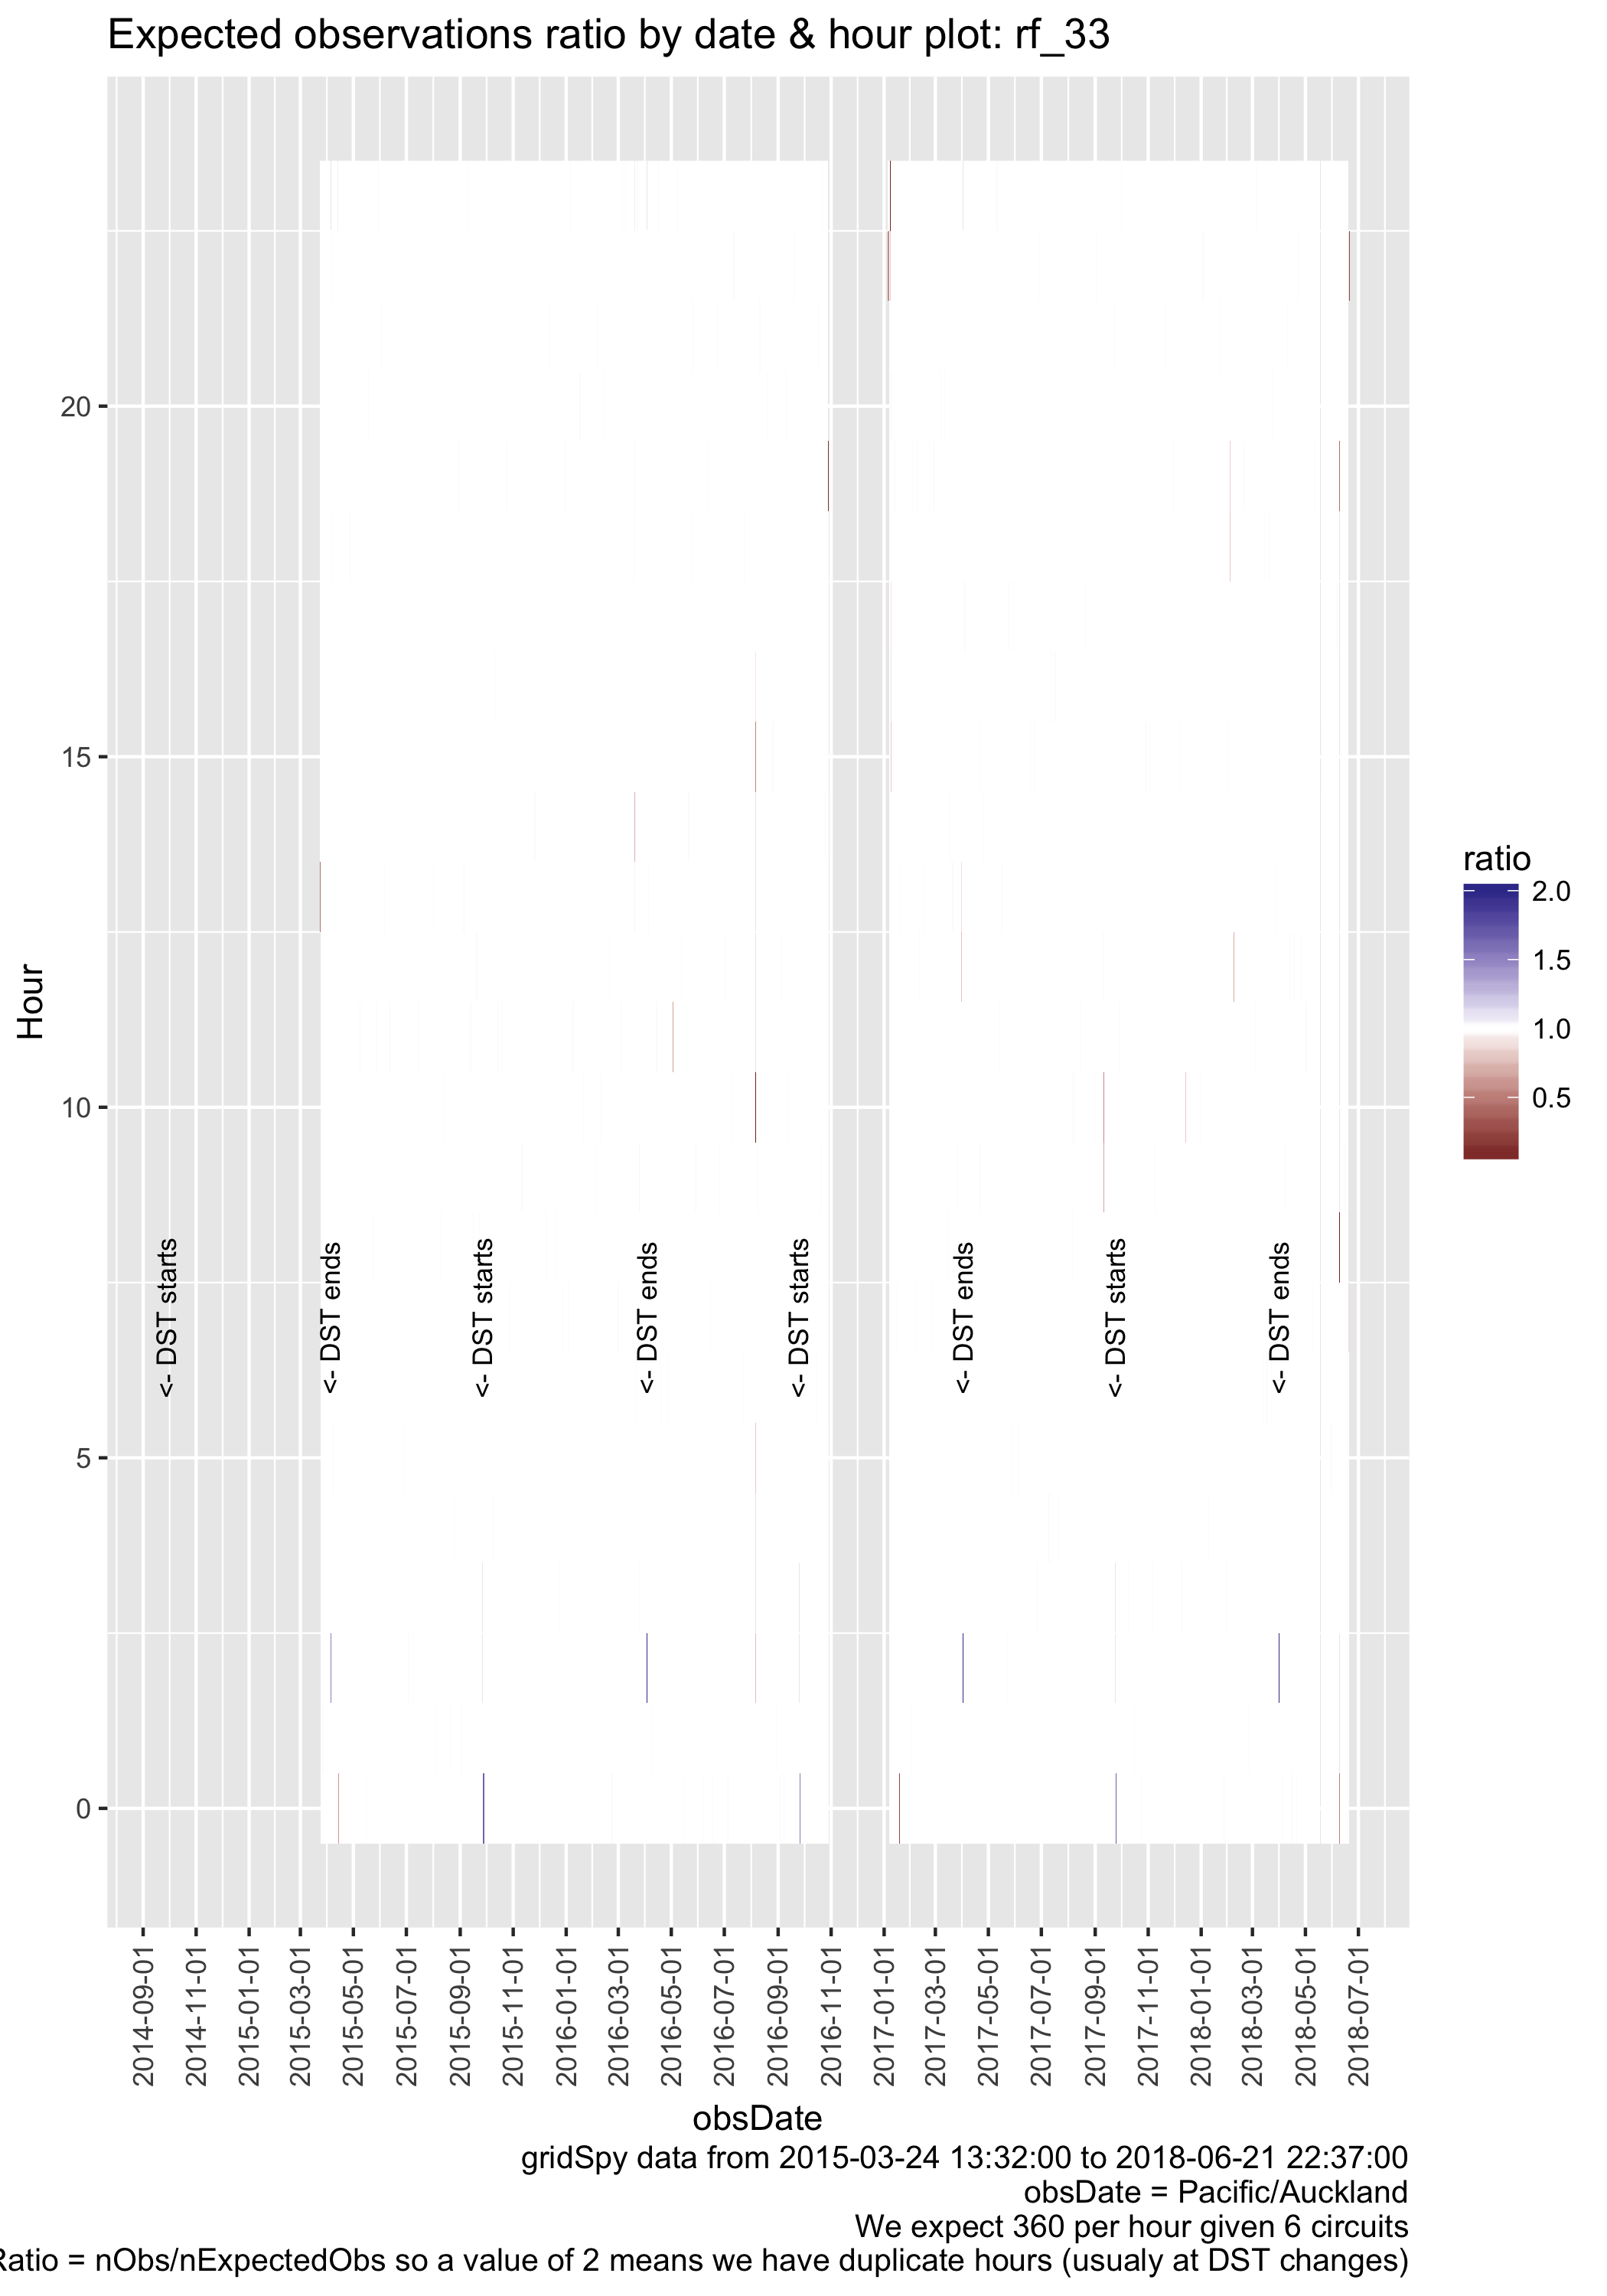 Expected observations ratio by date & hour plot: rf_33
Hour
20
15
10
5
0
<- DST starts
<- DST ends
<- DST starts
<- DST ends
<- DST starts
<- DST ends
<- DST starts
<- DST ends
ratio
2.0
1.5
1.0
0.5
2014-09-01
2014-11-01
2015-01-01
2015-03-01
2015-05-01
2015-07-01
2015-09-01
2015-11-01
2016-01-01
2016-03-01
2016-05-01
2016-07-01
2016-09-01
2016-11-01
2017-01-01
2017-03-01
2017-05-01
2017-07-01
2017-09-01
2017-11-01
2018-01-01
2018-03-01
2018-05-01
2018-07-01
obsDate
gridSpy data from 2015-03-24 13:32:00 to 2018-06-21 22:37:00
obsDate = Pacific/Auckland
We expect 360 per hour given 6 circuits
Ratio = nObs/nExpectedObs so a value of 2 means we have duplicate hours (usualy at DST changes)